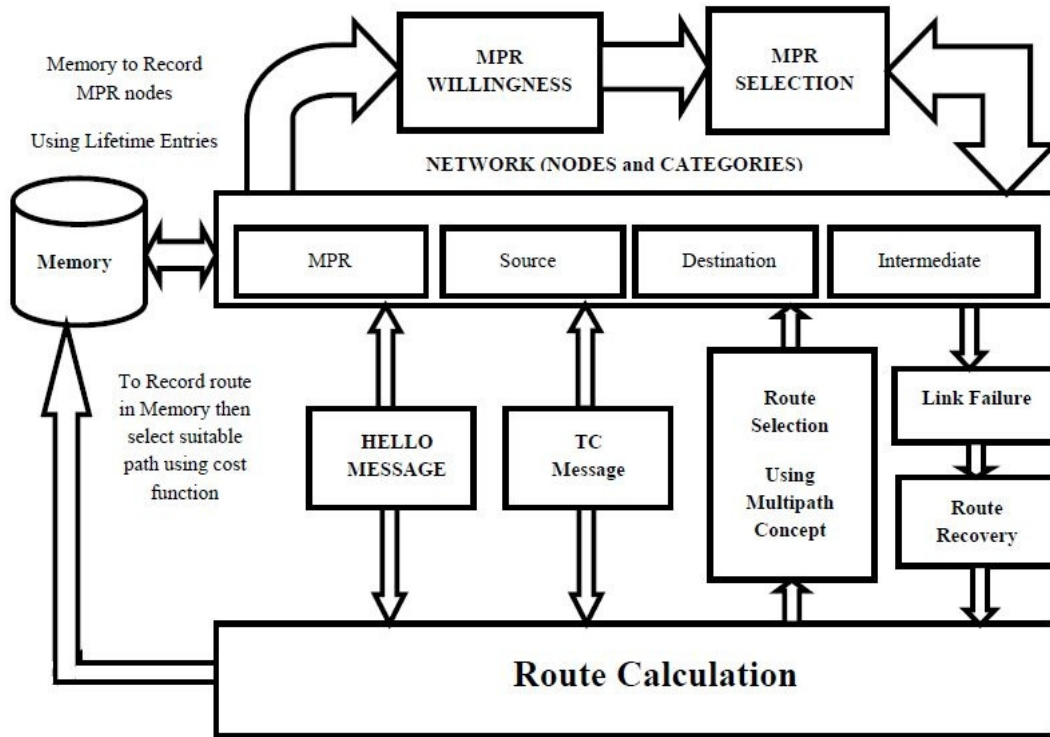 Memory to Record
MPR nodes
Using Lifetime Entries
MPR
WILLINGNESS
MPR
SELECTION
NETWORK (NODES and CATEGORIES)
Memory
MPR
Source
Destination
Intermediate
To Record route
in Memory then
select suitable
path using cost
function
HELLO
MESSAGE
TC
Message
Route
Selection
Using
Multipath
Concept
Link Failure
Route
Recovery
Route Calculation